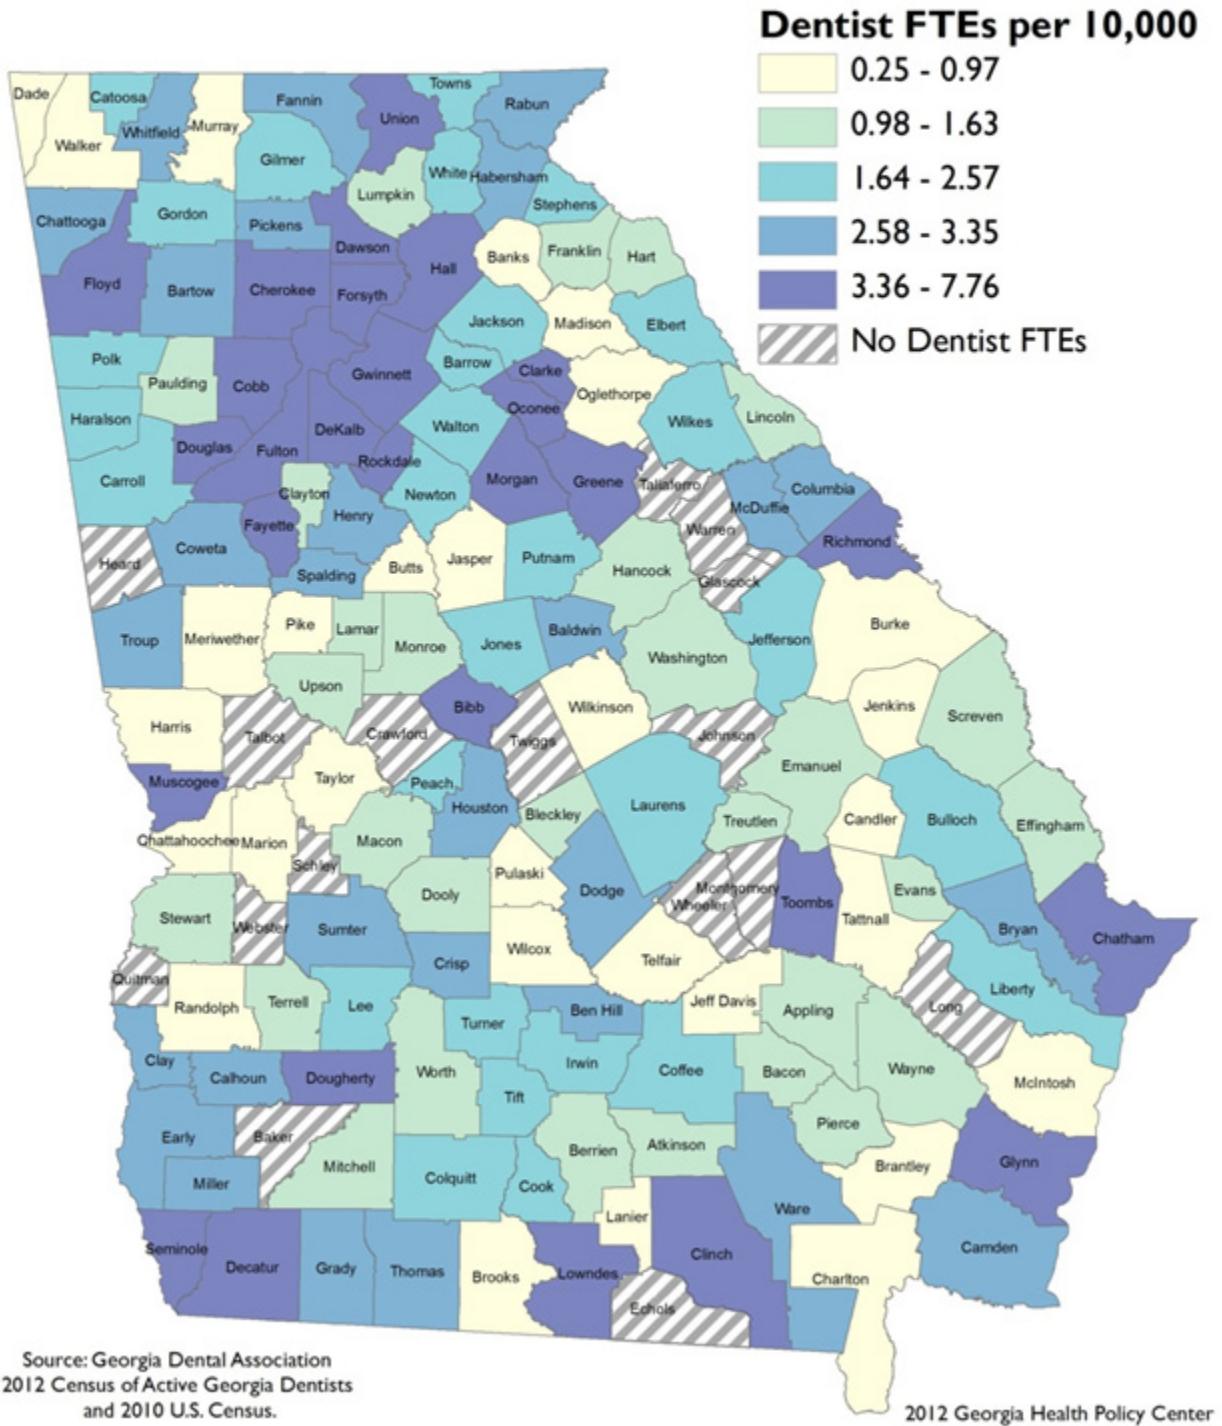 Dentist FTEs per 10,000
0.25 - 0.97
0.98 - 1.63
1.64 - 2.57
2.58 - 3.35
3.36 - 7.76
No Dentist FTEs
Dade
Catoosa
Whitfield
Murray
Walker
Fannin
Union
Towns
Rabun
Gilmer
White
Habersham
Lumpkin
Stephens
Chattooga
Gordon
Pickens
Dawson
Hall
Banks
Franklin
Hart
Floyd
Bartow
Cherokee
Forsyth
Jackson
Madison
Elbert
Polk
Paulding
Cobb
Gwinnett
Barrow
Clarke
Oconee
Oglethorpe
Wilkes
Lincoln
Haralson
Douglas
Fulton
DeKalb
Rockdale
Walton
Carroll
Clayton
Henry
Newton
Morgan
Greene
Taliaferro
McDuffie
Columbia
Warren
Richmond
Heard
Coweta
Fayette
Spalding
Butts
Jasper
Putnam
Hancock
Glascock
Troup
Meriwether
Pike
Lamar
Monroe
Jones
Baldwin
Washington
Jefferson
Burke
Upson
Harris
Talbot
Crawford
Bibb
Twiggs
Wilkinson
Johnson
Jenkins
Screven
Emanuel
Muscogee
Taylor
Peach
Houston
Bleckley
Laurens
Treutlen
Candler
Bulloch
Effingham
Chattahoochee
Marion
Schley
Macon
Pulaski
Dodge
Montgomery
Wheeler
Toombs
Evans
Tattnall
Bryan
Chatham
Stewart
Webster
Sumter
Dooly
Crisp
Wilcox
Telfair
Quitman
Randolph
Terrell
Lee
Turner
Ben Hill
Jeff Davis
Appling
Long
Liberty
Clay
Calhoun
Dougherty
Worth
Irwin
Coffee
Bacon
Wayne
McIntosh
Tift
Early
Baker
Mitchell
Miller
Colquitt
Cook
Berrien
Atkinson
Pierce
Brantley
Glynn
Seminole
Decatur
Grady
Thomas
Brooks
Lowndes
Lanier
Clinch
Echols
Ware
Charlton
Camden
Source: Georgia Dental Association
2012 Census of Active Georgia Dentists
and 2010 U.S. Census.
2012 Georgia Health Policy Center